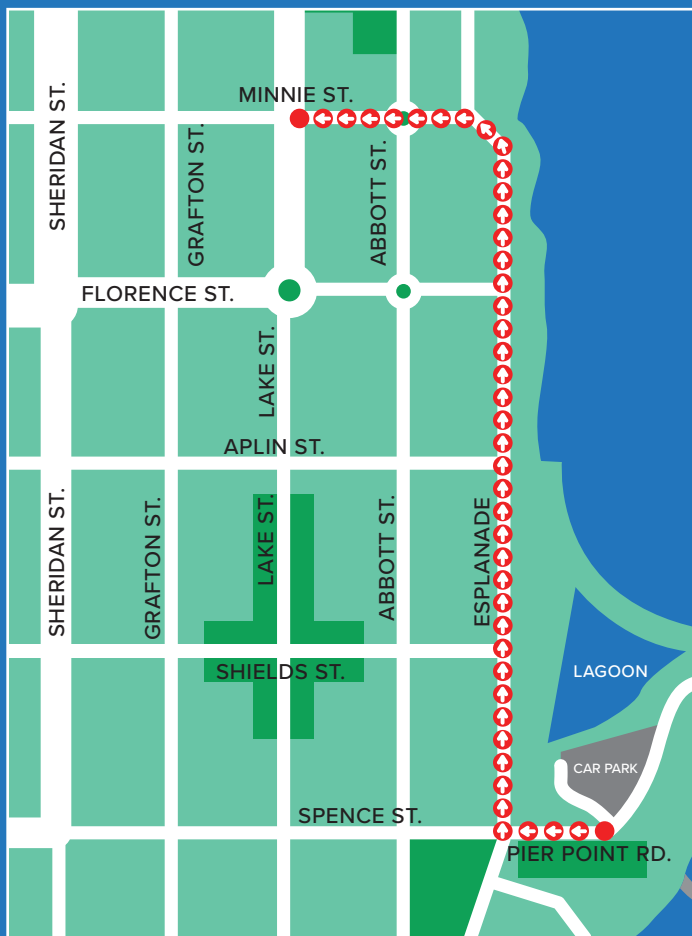 MINNIE ST.
SHERIDAN ST.
GRAFTON ST.
ABBOTT ST.
FLORENCE ST.
LAKE ST.
APLIN ST.
SHERIDAN ST.
GRAFTON ST.
LAKE ST.
ABBOTT ST.
ESPLANADE
SHIELDS ST.
LAGOON
CAR PARK
SPENCE ST.
PIER POINT RD.